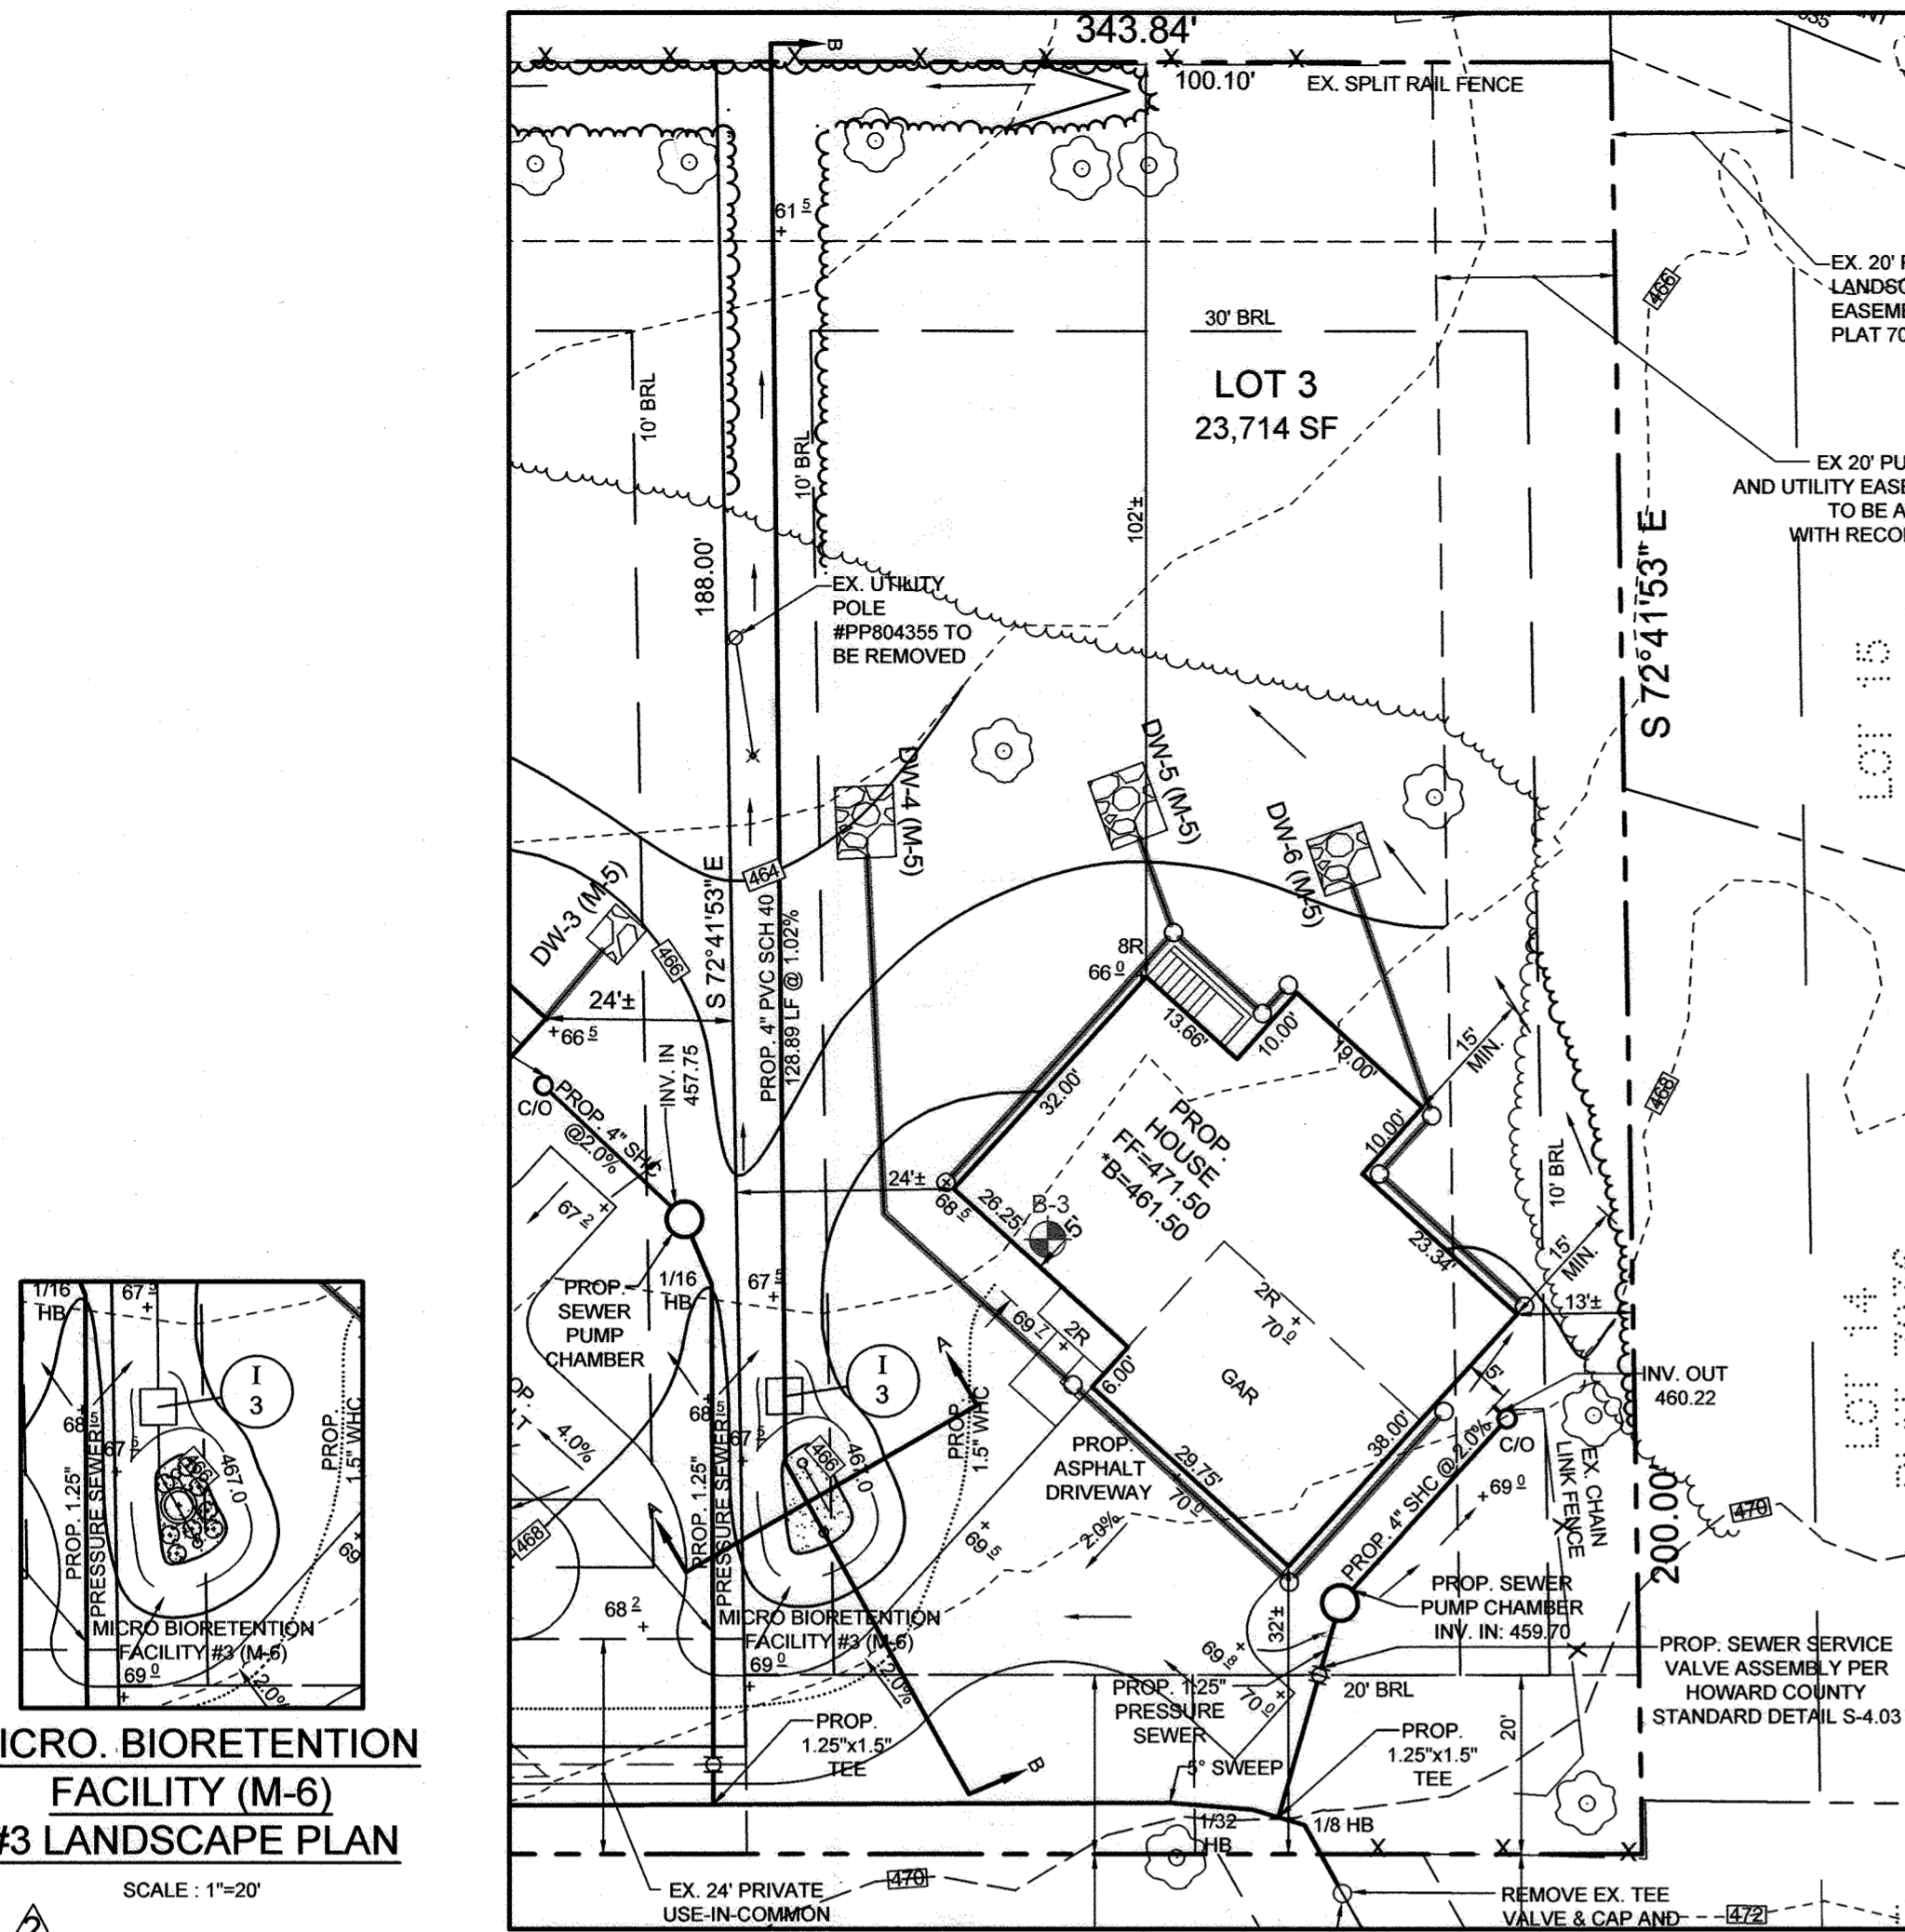 343.84'
B
100.10'
EX. SPLIT RAIL FENCE
61 5
466
EX. 20'
LANDSC
EASEM
PLAT 70
30' BRL
LOT 3
23,714 SF
10' BRL
10' BRL
EX 20' PU
AND UTILITY EASE
TO BE A
WITH RECO
102'±
188.00'
S 72°41'53" E
EX. UTILITY
POLE
#PP804355 TO
BE REMOVED
LOT 15
DW-4 (M-5)
DW-5 (M-5)
DW-6 (M-5)
464
DW-3 (M-5)
466
S 72°41'53" E
PROP. 4" PVC SCH 40
128.89 LF @ 1.02%
24'±
+66 5
8R
66 0
13.66'
10.00'
19.00'
15'
MIN.
INV. IN
457.75
C/O
PROP. 4" SHC
@2.0%
32.00'
PROP.
HOUSE
FF=471.50
*B=461.50
10.00'
468
10' BRL
24'±
68 5
26.25'
B-3
5'
67 2
23.34'
15'
MIN.
PROP.
SEWER
PUMP
CHAMBER
1/16
HB
67 5
2R
70 0
13'±
69 7
2R
6.00'
GAR
A
I
3
INV. OUT
460.22
5'
C/O
LOT 14
4.0%
68 5
67 5
466
467.0
PROP.
1.5" WHC
PROP.
ASPHALT
DRIVEWAY
29.75'
70 0
38.00'
PROP. 4" SHC @ 2.0%
+69 0
EX. CHAIN
LINK FENCE
200.00'
470
468
A
PROP. 1.25"
PRESSURE SEWER
69 5
2.0%
68 2
MICRO BIORETENTION
FACILITY #3 (M-6)
69 0
2.0%
32'±
PROP. SEWER
PUMP CHAMBER
INV. IN: 459.70
69 8
70 0
PROP. 1.25"
PRESSURE
SEWER
20' BRL
PROP. SEWER SERVICE
VALVE ASSEMBLY PER
HOWARD COUNTY
STANDARD DETAIL S-4.03
PROP.
1.25"x1.5"
TEE
B
5° SWEEP
PROP.
1.25"x1.5"
TEE
20'
1/32
HB
1/8 HB
EX. 24' PRIVATE
USE-IN-COMMON
470
REMOVE EX. TEE
VALVE & CAP AND
472
1/16
HB
67 5
I
3
68 5
67 5
466
467.0
PROP.
1.5" WHC
PROP. 1.25"
PRESSURE SEWER
69
MICRO BIORETENTION
FACILITY #3 (M-6)
69 0
2.0%
ICRO. BIORETENTION
FACILITY (M-6)
#3 LANDSCAPE PLAN
SCALE : 1"=20'
2